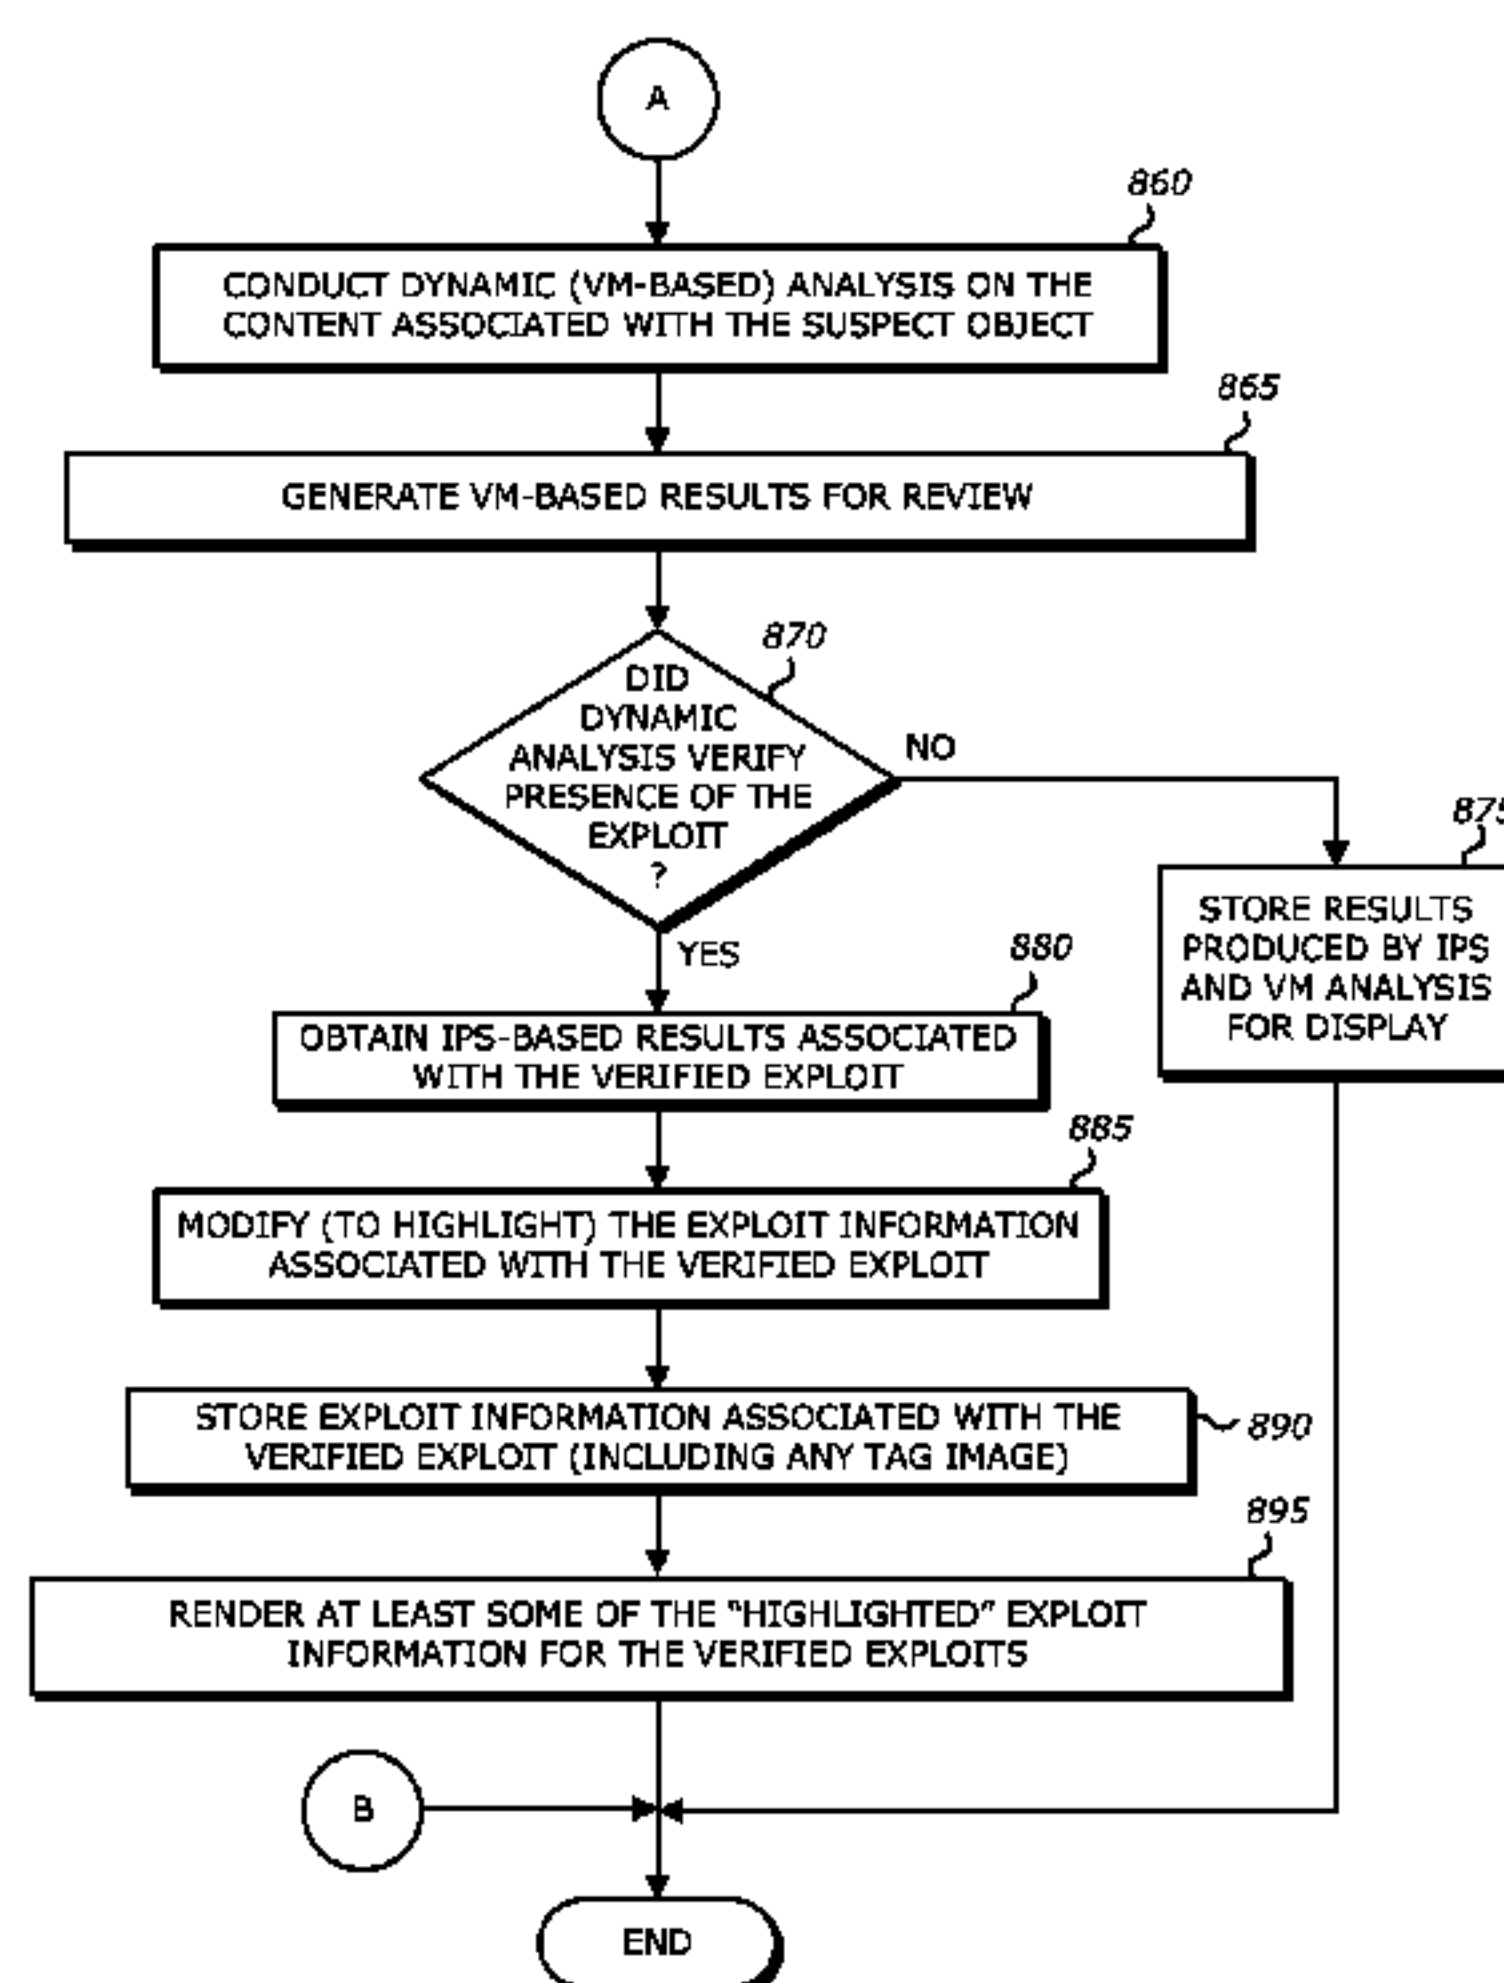 A
860
CONDUCT DYNAMIC (VM-BASED) ANALYSIS ON THE
CONTENT ASSOCIATED WITH THE SUSPECT OBJECT
865
GENERATE VM-BASED RESULTS FOR REVIEW
870
DID
DYNAMIC
ANALYSIS VERIFY
PRESENCE OF THE
EXPLOIT
?
NO
875
STORE RESULTS
PRODUCED BY IPS
AND VM ANALYSIS
FOR DISPLAY
YES
880
OBTAIN IPS-BASED RESULTS ASSOCIATED
WITH THE VERIFIED EXPLOIT
885
MODIFY (TO HIGHLIGHT) THE EXPLOIT INFORMATION
ASSOCIATED WITH THE VERIFIED EXPLOIT
STORE EXPLOIT INFORMATION ASSOCIATED WITH THE
VERIFIED EXPLOIT (INCLUDING ANY TAG IMAGE)
890
895
RENDER AT LEAST SOME OF THE “HIGHLIGHTED” EXPLOIT
INFORMATION FOR THE VERIFIED EXPLOITS
B
END